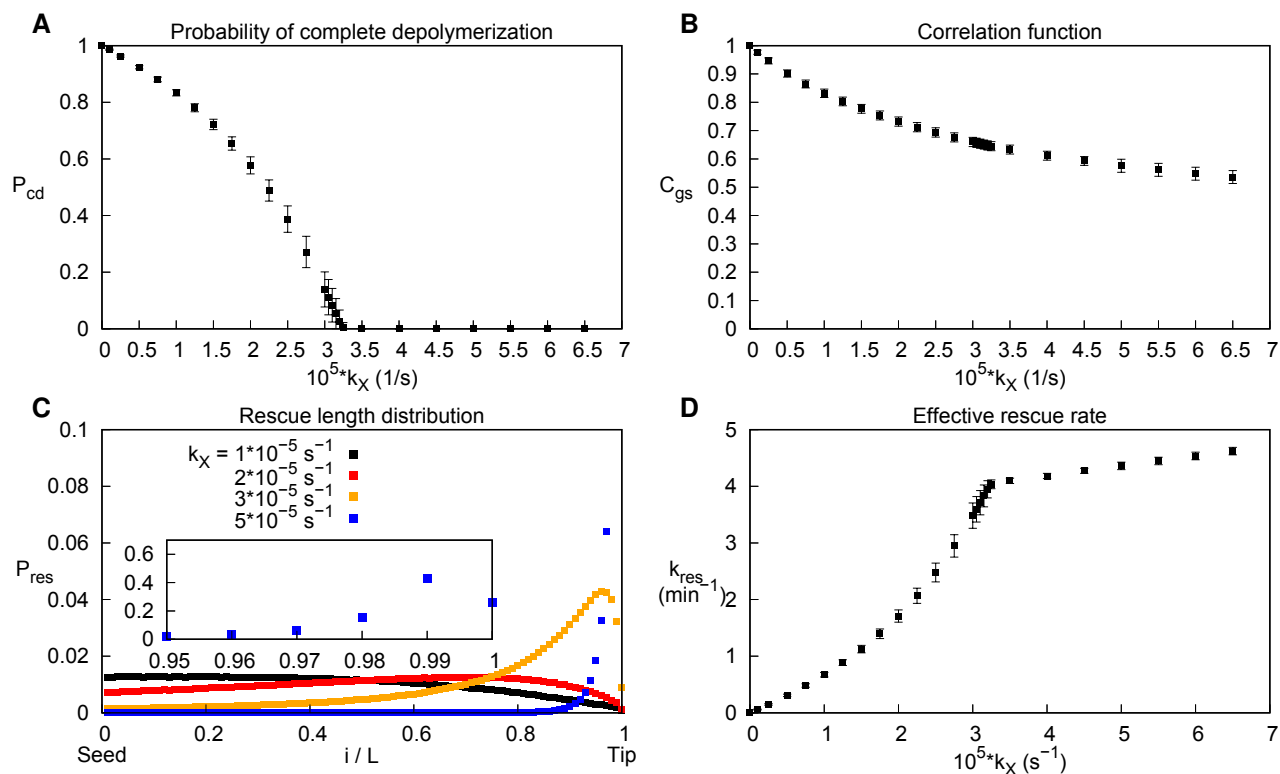 A Probability of complete depolymerization
P_cd
1
0.8
0.6
0.4
0.2
0
0 0.5 1 1.5 2 2.5 3 3.5 4 4.5 5 5.5 6 6.5 7
10^5*k_X (1/s)
B Correlation function
C_gs
1
0.9
0.8
0.7
0.6
0.5
0.4
0.3
0.2
0.1
0
0 0.5 1 1.5 2 2.5 3 3.5 4 4.5 5 5.5 6 6.5 7
10^5*k_X (1/s)
C Rescue length distribution
P_res
0.1
0.08
0.06
0.04
0.02
0
k_X = 1*10^−5 s^−1
2*10^−5 s^−1
3*10^−5 s^−1
5*10^−5 s^−1
0.6
0.4
0.2
0
0.95 0.96 0.97 0.98 0.99 1
0 0.2 0.4 0.6 0.8 1
Seed i / L Tip
D Effective rescue rate
k_res
(min^−1)
5
4
3
2
1
0
0 1 2 3 4 5 6 7
10^5*k_X (s^−1)